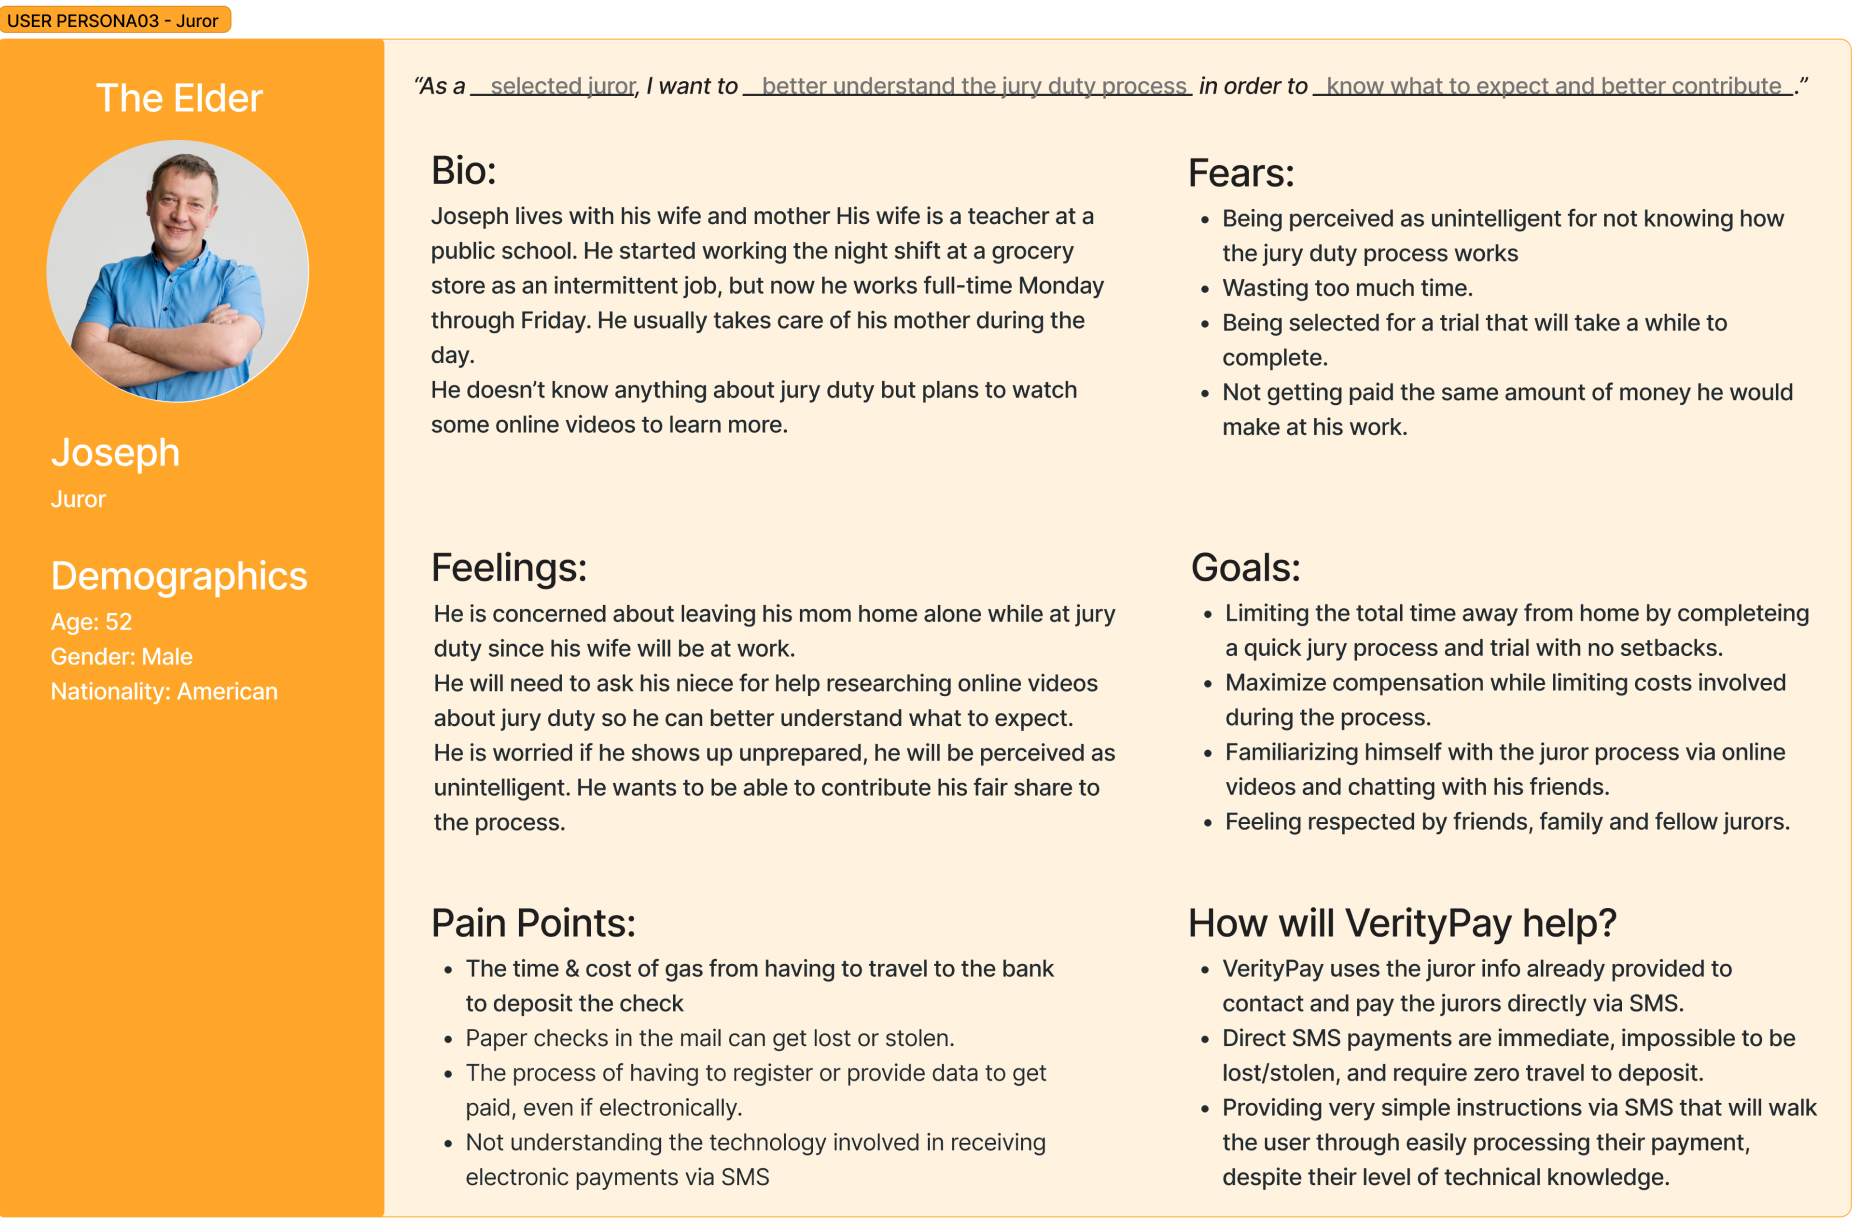 USER PERSONA03 - Juror
The Elder
Joseph
Juror
Demographics
Age: 52
Gender: Male
Nationality: American
“As a selected juror, I want to better understand the jury duty process in order to know what to expect and better contribute.”
Bio:
Joseph lives with his wife and mother His wife is a teacher at a
public school. He started working the night shift at a grocery
store as an intermittent job, but now he works full-time Monday
through Friday. He usually takes care of his mother during the
day.
He doesn’t know anything about jury duty but plans to watch
some online videos to learn more.
Fears:
• Being perceived as unintelligent for not knowing how
the jury duty process works
• Wasting too much time.
• Being selected for a trial that will take a while to
complete.
• Not getting paid the same amount of money he would
make at his work.
Feelings:
He is concerned about leaving his mom home alone while at jury
duty since his wife will be at work.
He will need to ask his niece for help researching online videos
about jury duty so he can better understand what to expect.
He is worried if he shows up unprepared, he will be perceived as
unintelligent. He wants to be able to contribute his fair share to
the process.
Goals:
• Limiting the total time away from home by completeing
a quick jury process and trial with no setbacks.
• Maximize compensation while limiting costs involved
during the process.
• Familiarizing himself with the juror process via online
videos and chatting with his friends.
• Feeling respected by friends, family and fellow jurors.
Pain Points:
• The time & cost of gas from having to travel to the bank
to deposit the check
• Paper checks in the mail can get lost or stolen.
• The process of having to register or provide data to get
paid, even if electronically.
• Not understanding the technology involved in receiving
electronic payments via SMS
How will VerityPay help?
• VerityPay uses the juror info already provided to
contact and pay the jurors directly via SMS.
• Direct SMS payments are immediate, impossible to be
lost/stolen, and require zero travel to deposit.
• Providing very simple instructions via SMS that will walk
the user through easily processing their payment,
despite their level of technical knowledge.